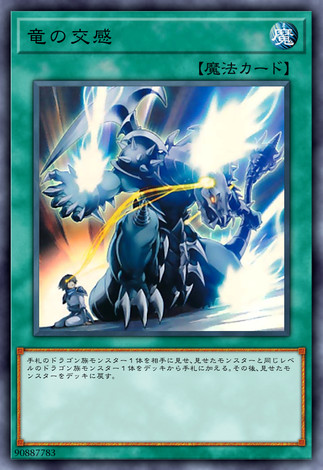 竜の交感
魔
【魔法カード】
手札のドラゴン族モンスター1体を相手に見せ、見せたモンスターと同じレベ
ルのドラゴン族モンスター1体をデッキから手札に加える。その後、見せたモ
ンスターをデッキに戻す。
90887783